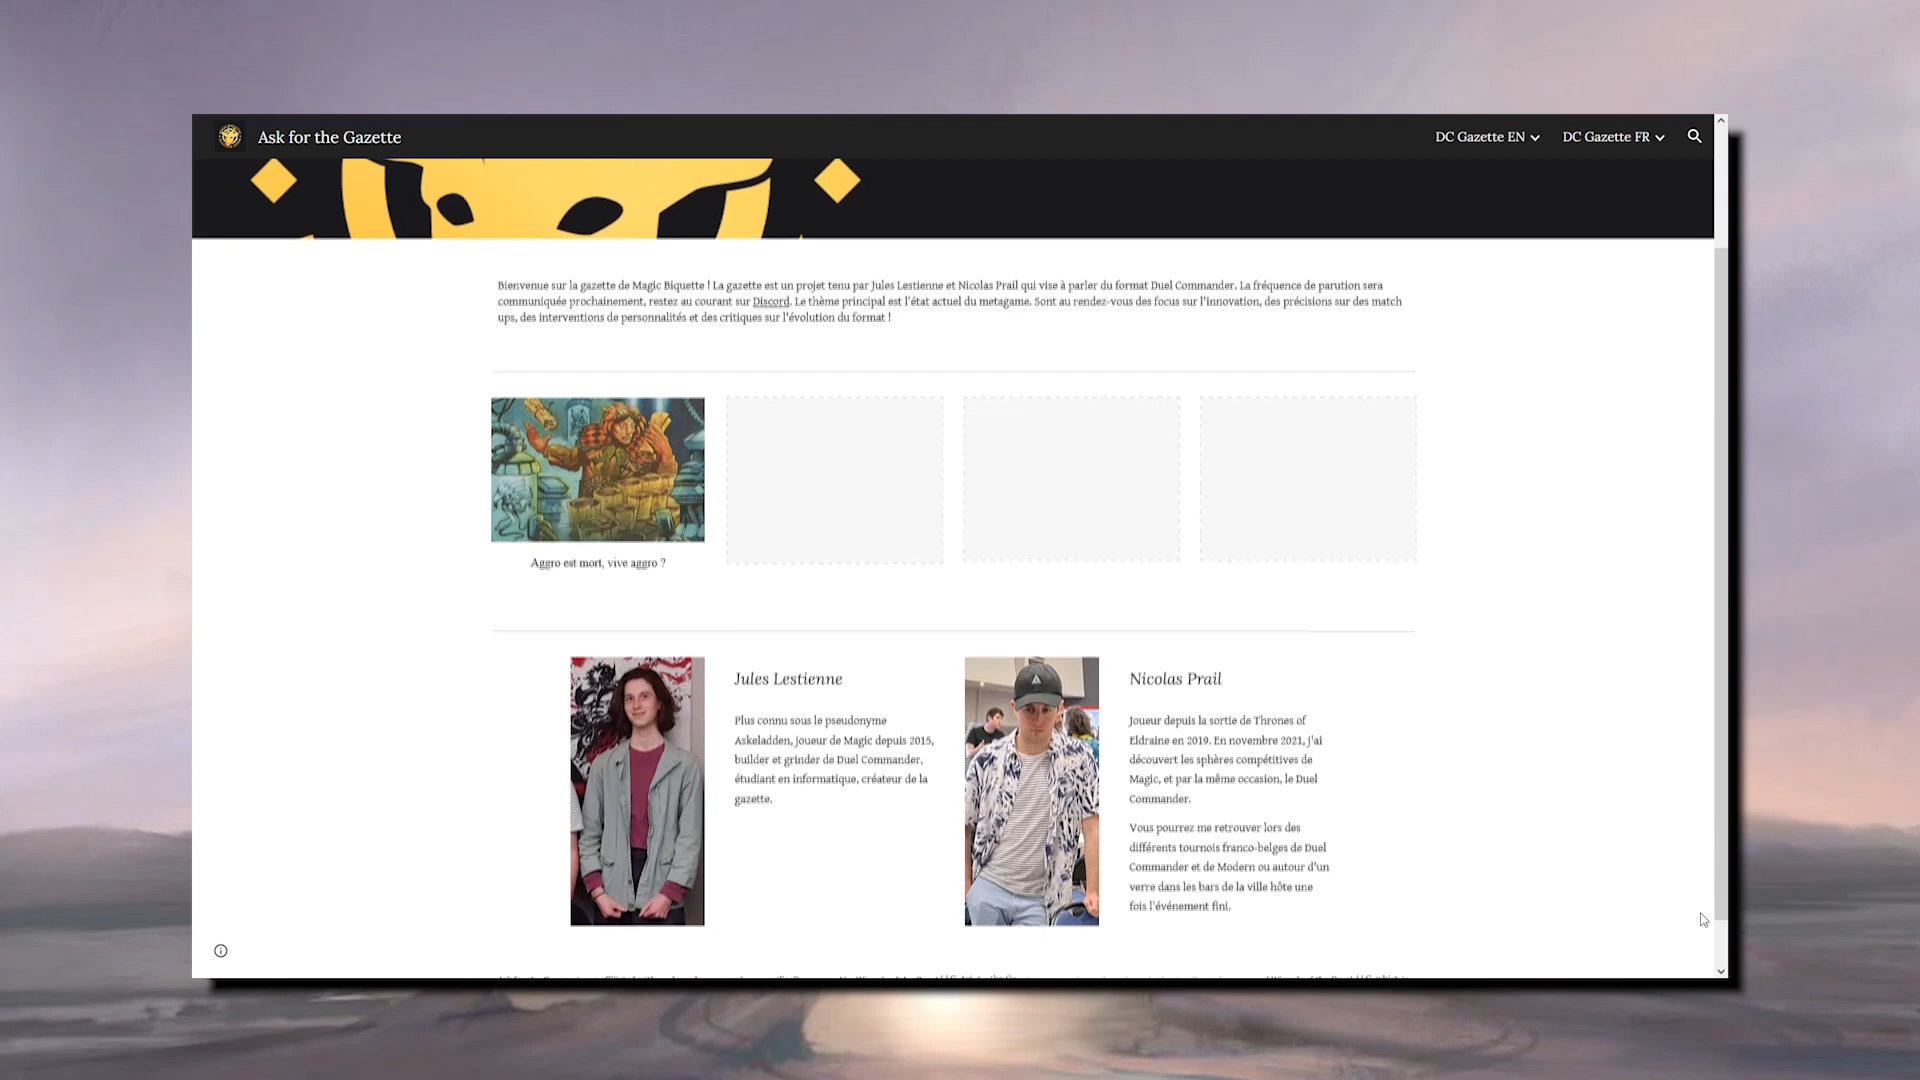 Ask for the Gazette
DC Gazette EN
DC Gazette FR
Bienvenue sur la gazette de Magic Biquette ! La gazette est un projet tenu par Jules Lestienne et Nicolas Prail qui vise à parler du format Duel Commander. La fréquence de parution sera
communiquée prochainement, restez au courant sur Discord. Le thème principal est l'état actuel du metagame. Sont au rendez-vous des focus sur l'innovation, des précisions sur des match
ups, des interventions de personnalités et des critiques sur l'évolution du format !
Aggro est mort, vive aggro ?
Jules Lestienne
Plus connu sous le pseudonyme
Askeladden, joueur de Magic depuis 2015,
builder et grinder de Duel Commander,
étudiant en informatique, créateur de la
gazette.
Nicolas Prail
Joueur depuis la sortie de Thrones of
Eldraine en 2019. En novembre 2021, j'ai
découvert les sphères compétitives de
Magic, et par la même occasion, le Duel
Commander.
Vous pourrez me retrouver lors des
différents tournois franco-belges de Duel
Commander et de Modern ou autour d'un
verre dans les bars de la ville hôte une
fois l'événement fini.